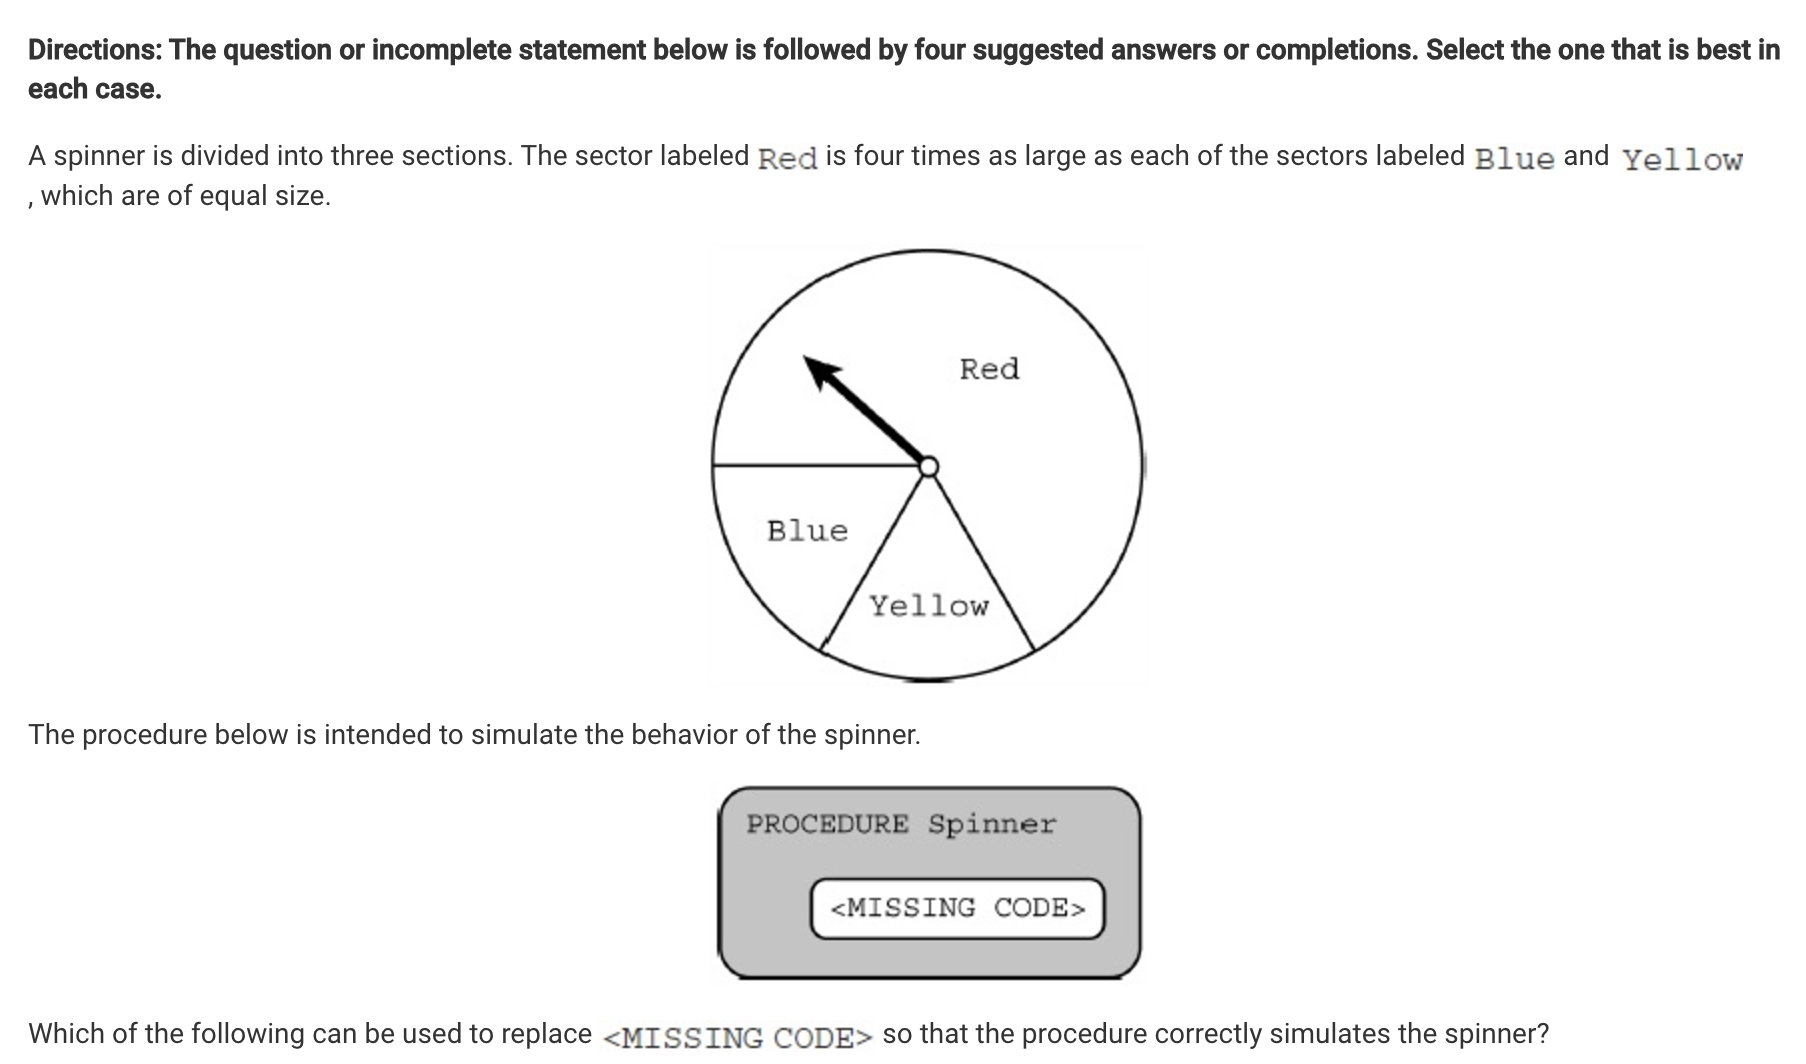 Directions: The question or incomplete statement below is followed by four suggested answers or completions. Select the one that is best in
each case.
A spinner is divided into three sections. The sector labeled Red is four times as large as each of the sectors labeled Blue and Yellow
, which are of equal size.
Red
Blue
Yellow
The procedure below is intended to simulate the behavior of the spinner.
PROCEDURE Spinner
<MISSING CODE>
Which of the following can be used to replace <MISSING CODE> so that the procedure correctly simulates the spinner?